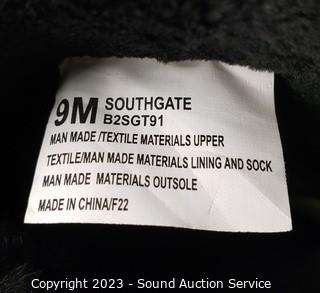 9M SOUTHGATE
B2SGT91
MAN MADE/TEXTILE MATERIALS UPPER
TEXTILE/MAN MADE MATERIALS LINING AND SOCK
MAN MADE MATERIALS OUTSOLE
MADE IN CHINA/F22
Copyright 2023 - Sound Auction Service